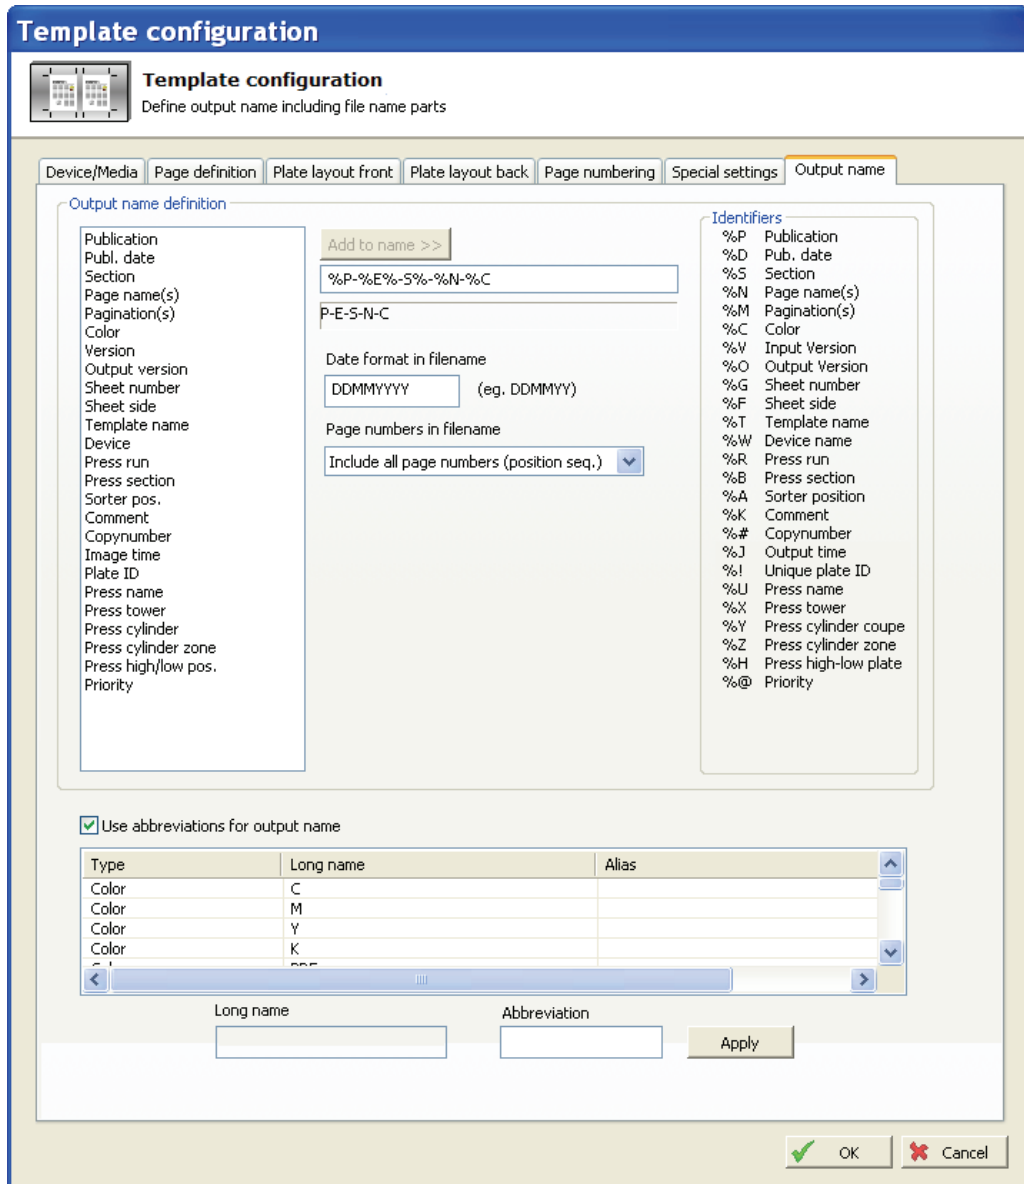 Template configuration
Template configuration
Define output name including file name parts
Device/Media
Page definition
Plate layout front
Plate layout back
Page numbering
Special settings
Output name
Output name definition
Publication
Publ. date
Section
Page name(s)
Pagination(s)
Color
Version
Output version
Sheet number
Sheet side
Template name
Device
Press run
Press section
Sorter pos.
Comment
Copynumber
Image time
Plate ID
Press name
Press tower
Press cylinder
Press cylinder zone
Press high/low pos.
Priority
Add to name >>
%P-%E%-S%-%N-%C
P-E-S-N-C
Date format in filename
DDMMYYYY (eg. DDMMYY)
Page numbers in filename
Include all page numbers (position seq.)
Identifiers
%P Publication
%D Pub. date
%S Section
%N Page name(s)
%M Pagination(s)
%C Color
%V Input Version
%O Output Version
%G Sheet number
%F Sheet side
%T Template name
%W Device name
%R Press run
%B Press section
%A Sorter position
%K Comment
%# Copynumber
%J Output time
%! Unique plate ID
%U Press name
%X Press tower
%Y Press cylinder coupe
%Z Press cylinder zone
%H Press high-low plate
%@ Priority
Use abbreviations for output name
Type Long name Alias
Color C
Color M
Color Y
Color K
Long name
Abbreviation
Apply
OK
Cancel